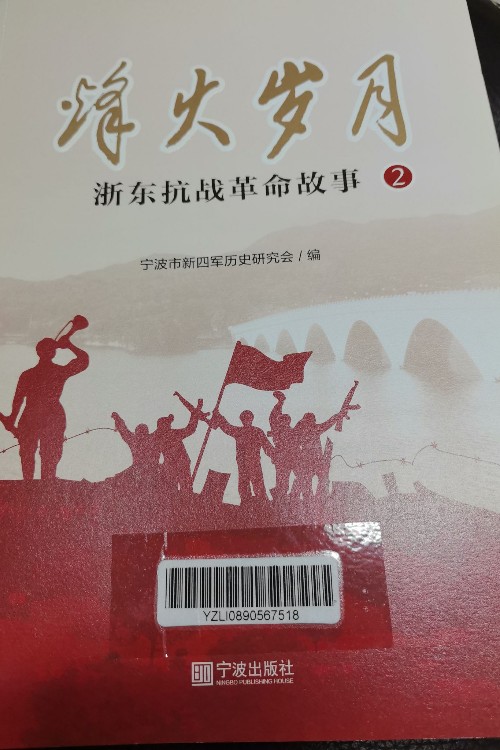 烽火岁月
浙东抗战革命故事 2
宁波市新四军历史研究会 / 编
YZLI0890567518
宁波出版社
NINGBO PUBLISHING HOUSE